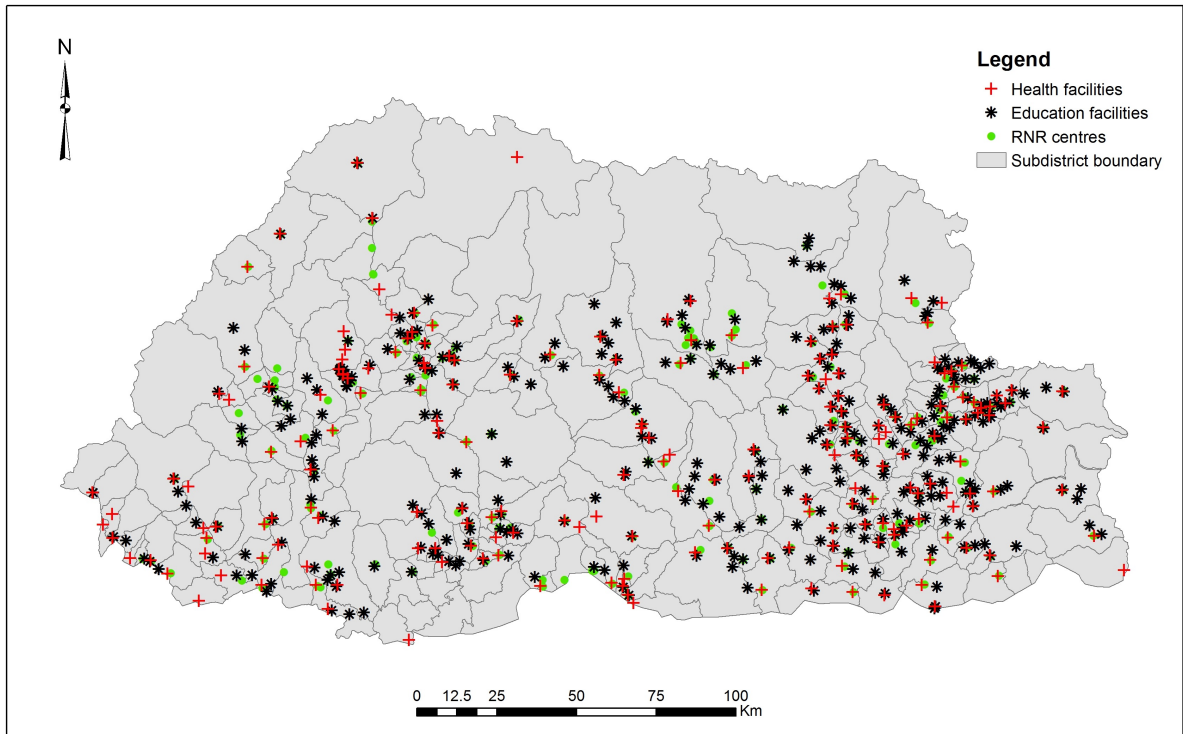 N
Legend
Health facilities
Education facilities
RNR centres
Subdistrict boundary
0 12.5 25 50 75 100
Km